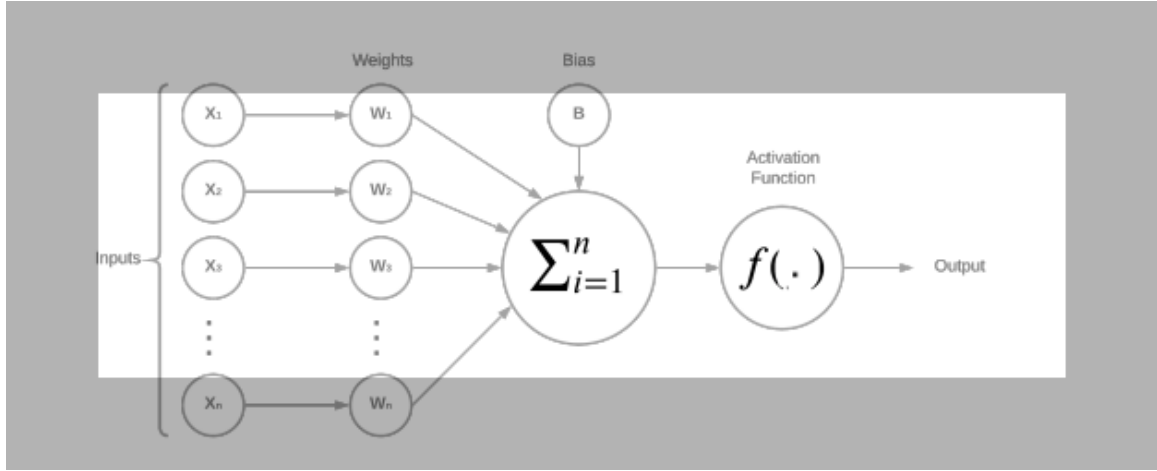 Weights
Bias
X₁
W₁
B
Activation
Function
X₂
W₂
Inputs
X₃
W₃
∑ⁿᵢ₌₁
f(.)
Output
⋮
⋮
Xₙ
Wₙ